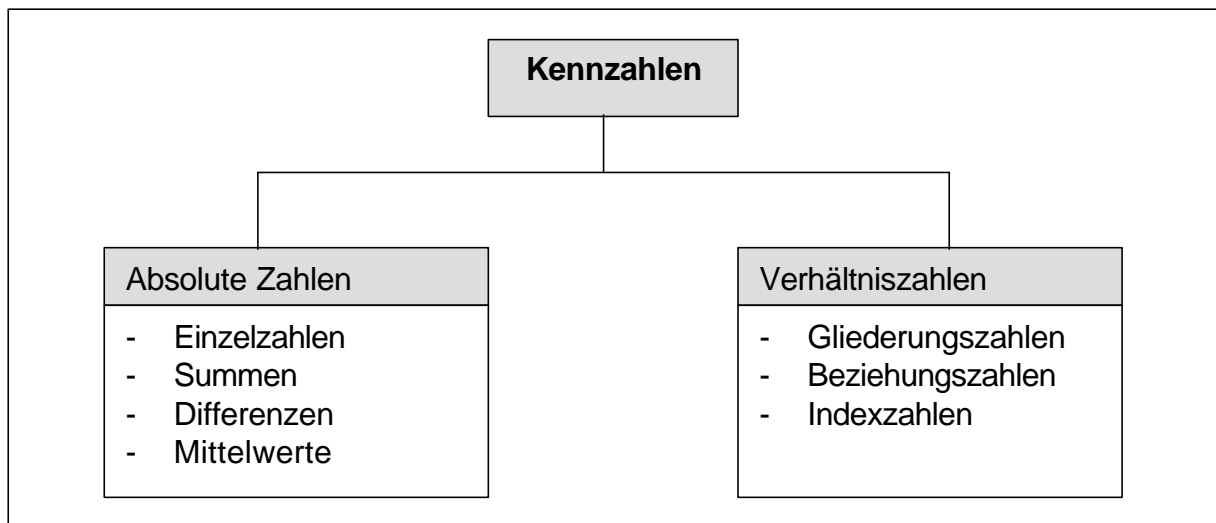 Kennzahlen
Absolute Zahlen
- Einzelzahlen
- Summen
- Differenzen
- Mittelwerte
Verhältniszahlen
- Gliederungszahlen
- Beziehungszahlen
- Indexzahlen